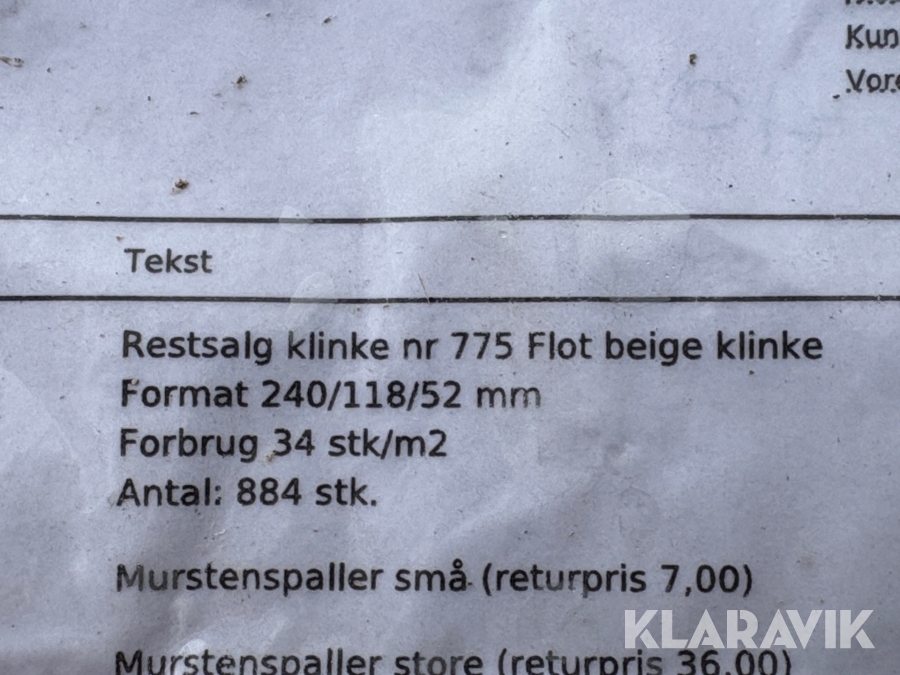 Kun
Vore
Tekst
Restsalg klinke nr 775 Flot beige klinke
Format 240/118/52 mm
Forbrug 34 stk/m2
Antal: 884 stk.
Murstenspaller små (returpris 7,00)
KLARAVIK
Murstenspaller store (returpris 36,00)